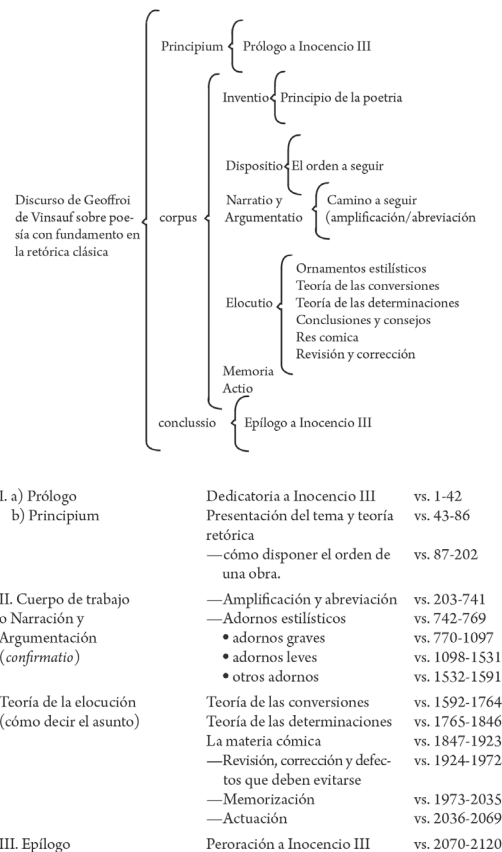 Principium
Prólogo a Inocencio III
Inventio
Principio de la poetria
Dispositio
El orden a seguir
Discurso de Geoffroi
de Vinsauf sobre poe-
sía con fundamento en
la retórica clásica
corpus
Narratio y
Argumentatio
Camino a seguir
(amplificación/abreviación
Elocutio
Ornamentos estilísticos
Teoría de las conversiones
Teoría de las determinaciones
Conclusiones y consejos
Res comica
Revisión y corrección
Memoria
Actio
conclussio
Epílogo a Inocencio III
I. a) Prólogo Dedicatoria a Inocencio III vs. 1-42
b) Principium Presentación del tema y teoría vs. 43-86
retórica
—cómo disponer el orden de vs. 87-202
una obra.
II. Cuerpo de trabajo —Amplificación y abreviación vs. 203-741
o Narración y —Adornos estilísticos vs. 742-769
Argumentación • adornos graves vs. 770-1097
(confirmatio) • adornos leves vs. 1098-1531
• otros adornos vs. 1532-1591
Teoría de la elocución Teoría de las conversiones vs. 1592-1764
(cómo decir el asunto) Teoría de las determinaciones vs. 1765-1846
La materia cómica vs. 1847-1923
—Revisión, corrección y defec- vs. 1924-1972
tos que deben evitarse
—Memorización vs. 1973-2035
—Actuación vs. 2036-2069
III. Epílogo Peroración a Inocencio III vs. 2070-2120